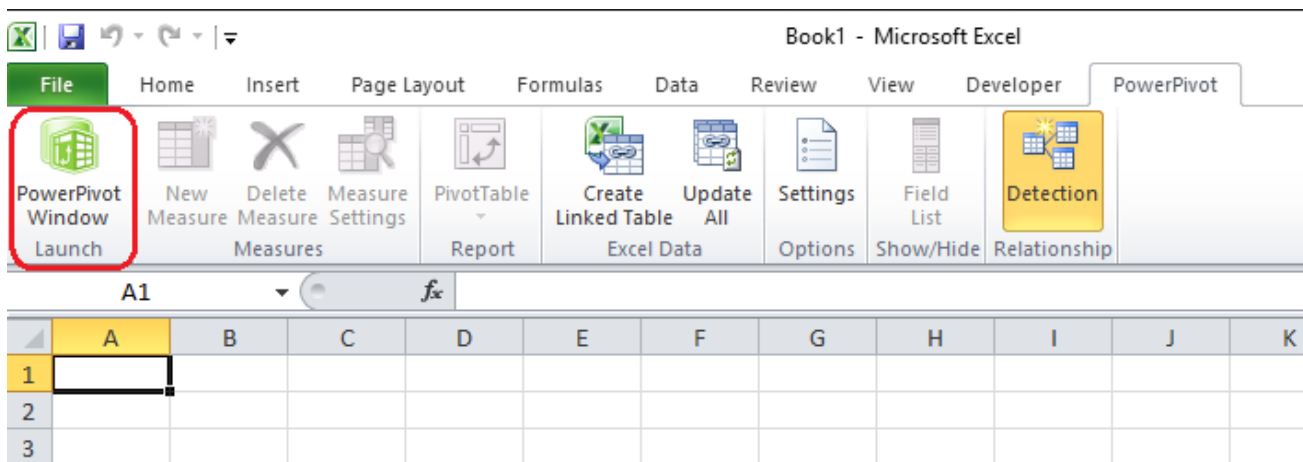 Book1 - Microsoft Excel
File Home Insert Page Layout Formulas Data Review View Developer PowerPivot
PowerPivot New Delete Measure PivotTable Create Update Settings Field Detection
Window Measure Measure Settings Linked Table All List
Launch Measures Report Excel Data Options Show/Hide Relationship
A1 fx
A B C D E F G H I J K
1
2
3